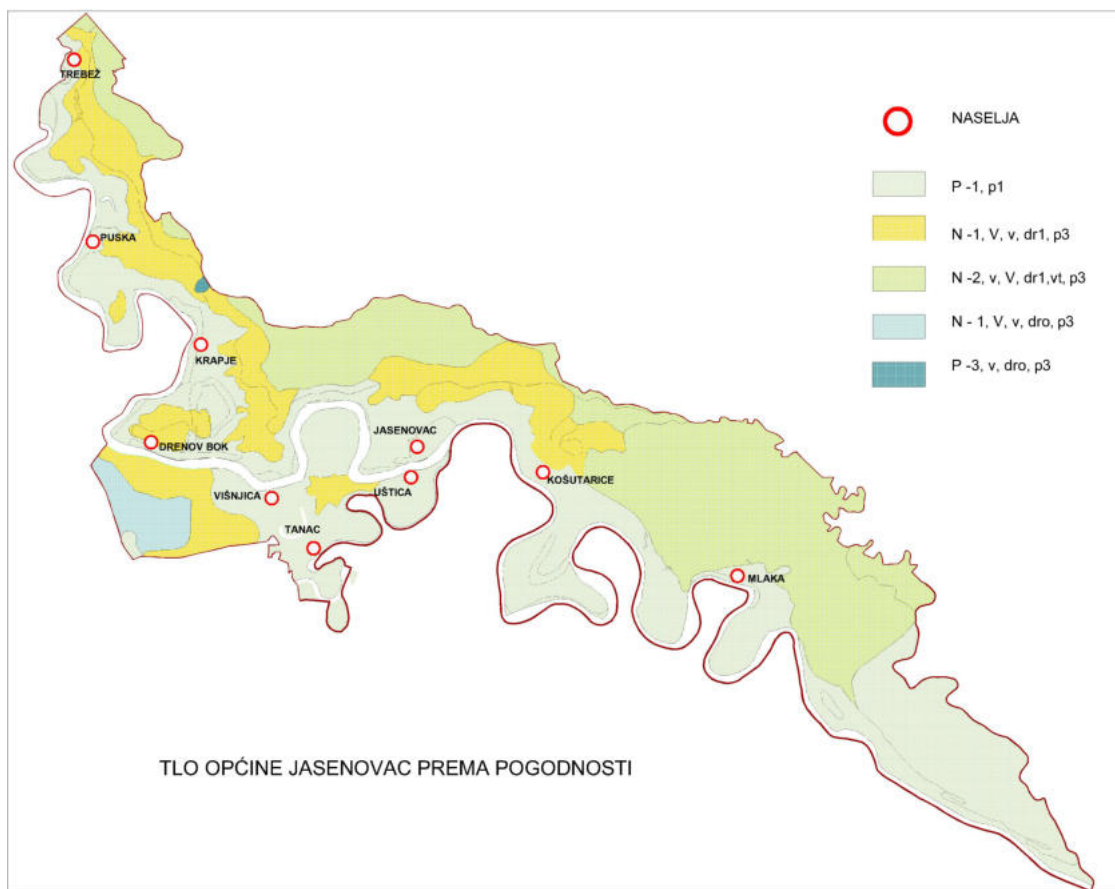 TREBEŽ
NASELJA
P -1, p1
N -1, V, v, dr1, p3
PUSKA
N -2, v, V, dr1,vt, p3
N - 1, V, v, dro, p3
KRAPJE
P -3, v, dro, p3
JASENOVAC
DRENOV BOK
KOŠUTARICE
UŠTICA
VIŠNJICA
TANAC
MLAKA
TLO OPĆINE JASENOVAC PREMA POGODNOSTI